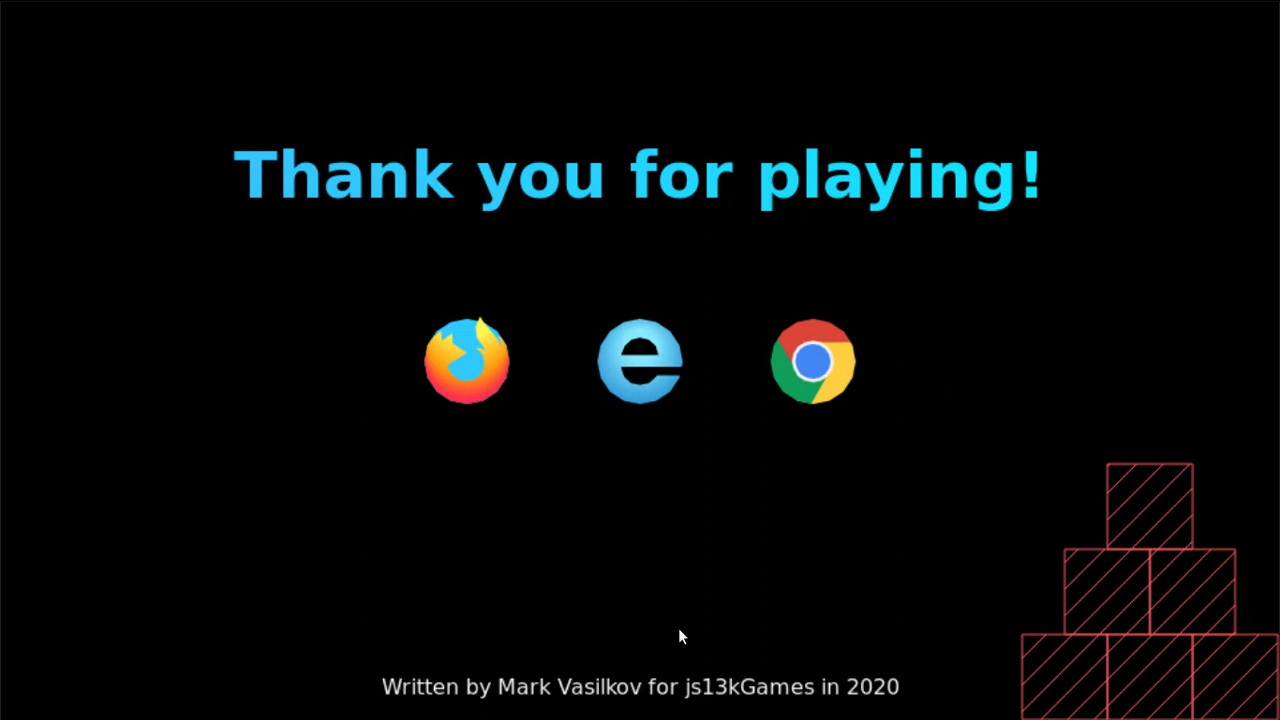 Thank you for playing!
Written by Mark Vasilkov for js13kGames in 2020